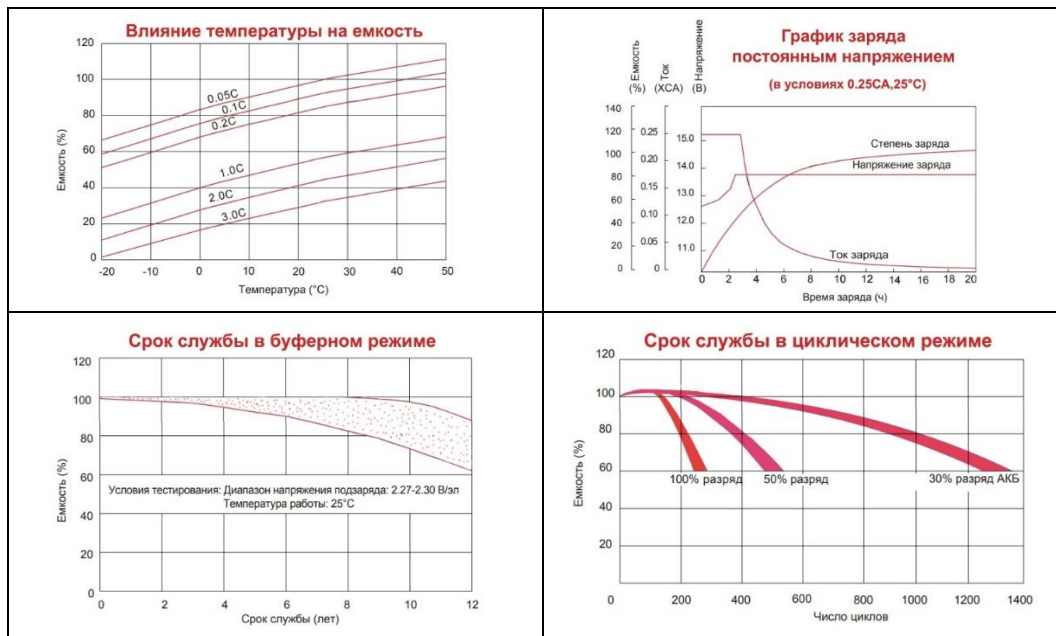 Влияние температуры на емкость
Емкость (%)
120
100
80
60
40
20
0
0.05C
0.1C
0.2C
1.0C
2.0C
3.0C
-20 -10 0 10 20 30 40 50
Температура (°C)
График заряда
постоянным напряжением
(в условиях 0.25CA,25°C)
Емкость (%)
Ток (XCA)
Напряжение (В)
140
120
100
80
60
40
20
0
0.25
0.20
0.15
0.10
0.05
0
15.0
14.0
13.0
12.0
11.0
Степень заряда
Напряжение заряда
Ток заряда
0 2 4 6 8 10 12 14 16 18 20
Время заряда (ч)
Срок службы в буферном режиме
Емкость (%)
120
100
80
60
40
20
0
Условия тестирования: Диапазон напряжения подзаряда: 2.27-2.30 В/эл
Температура работы: 25°C
0 2 4 6 8 10 12
Срок службы (лет)
Срок службы в циклическом режиме
Емкость (%)
120
100
80
60
40
20
100% разряд
50% разряд
30% разряд АКБ
0 200 400 600 800 1000 1200 1400
Число циклов